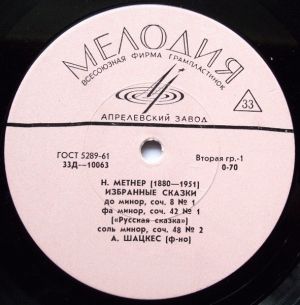 МЕЛОДИЯ
ВСЕСОЮЗНАЯ ФИРМА ГРАМПЛАСТИНОК
33
АПРЕЛЕВСКИЙ ЗАВОД
ГОСТ 5289-61
33Д—10063
Вторая гр.-1
0-70
Н. МЕТНЕР (1880—1951)
ИЗБРАННЫЕ СКАЗКИ
до минор, соч. 8 № 1
фа минор, соч. 42 № 1
(«Русская сказка»)
соль минор, соч. 48 № 2
А. ШАЦКЕС (ф-но)